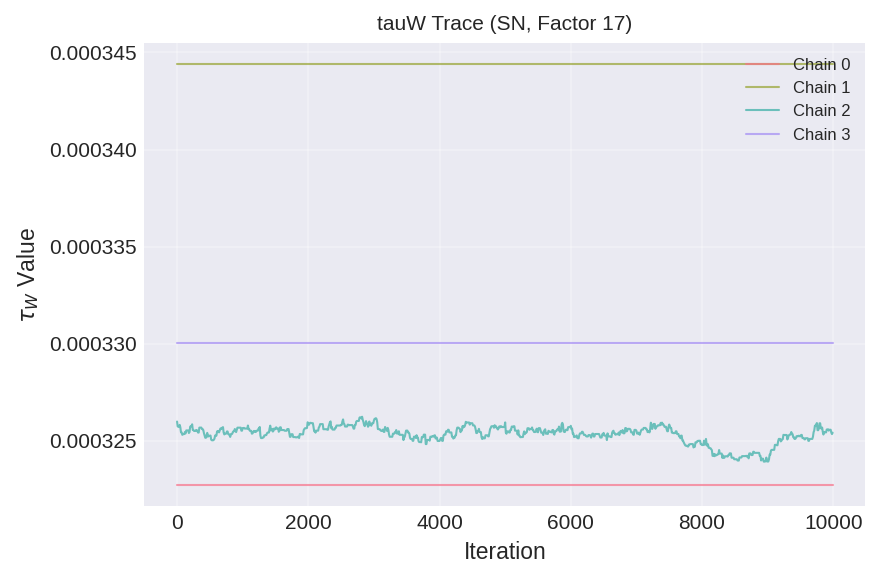 tauW Trace (SN, Factor 17)
0.000345
0.000340
0.000335
0.000330
0.000325
τW Value
Chain 0
Chain 1
Chain 2
Chain 3
0 2000 4000 6000 8000 10000
Iteration